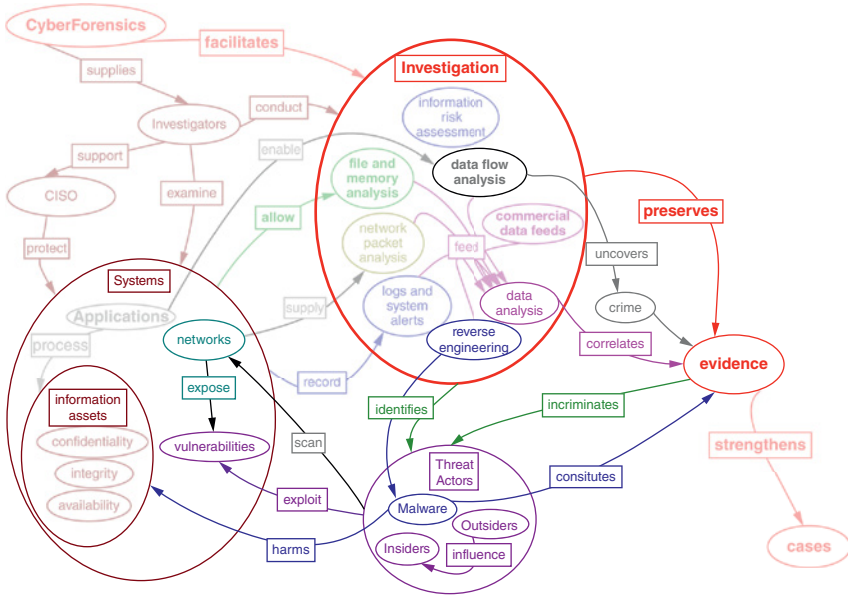 CyberForensics
facilitates
supplies
Investigation
information
risk
assessment
conduct
Investigators
enable
support
file and
memory
analysis
data flow
analysis
CISO
examine
allow
commercial
data feeds
preserves
network
packet
analysis
feed
protect
uncovers
Systems
logs and
system
alerts
data
analysis
supply
crime
Applications
networks
reverse
engineering
process
correlates
evidence
expose
record
information
assets
identifies
incriminates
confidentiality
vulnerabilities
scan
strengthens
Threat
Actors
integrity
consitutes
exploit
availability
Malware
Outsiders
cases
harms
Insiders
influence